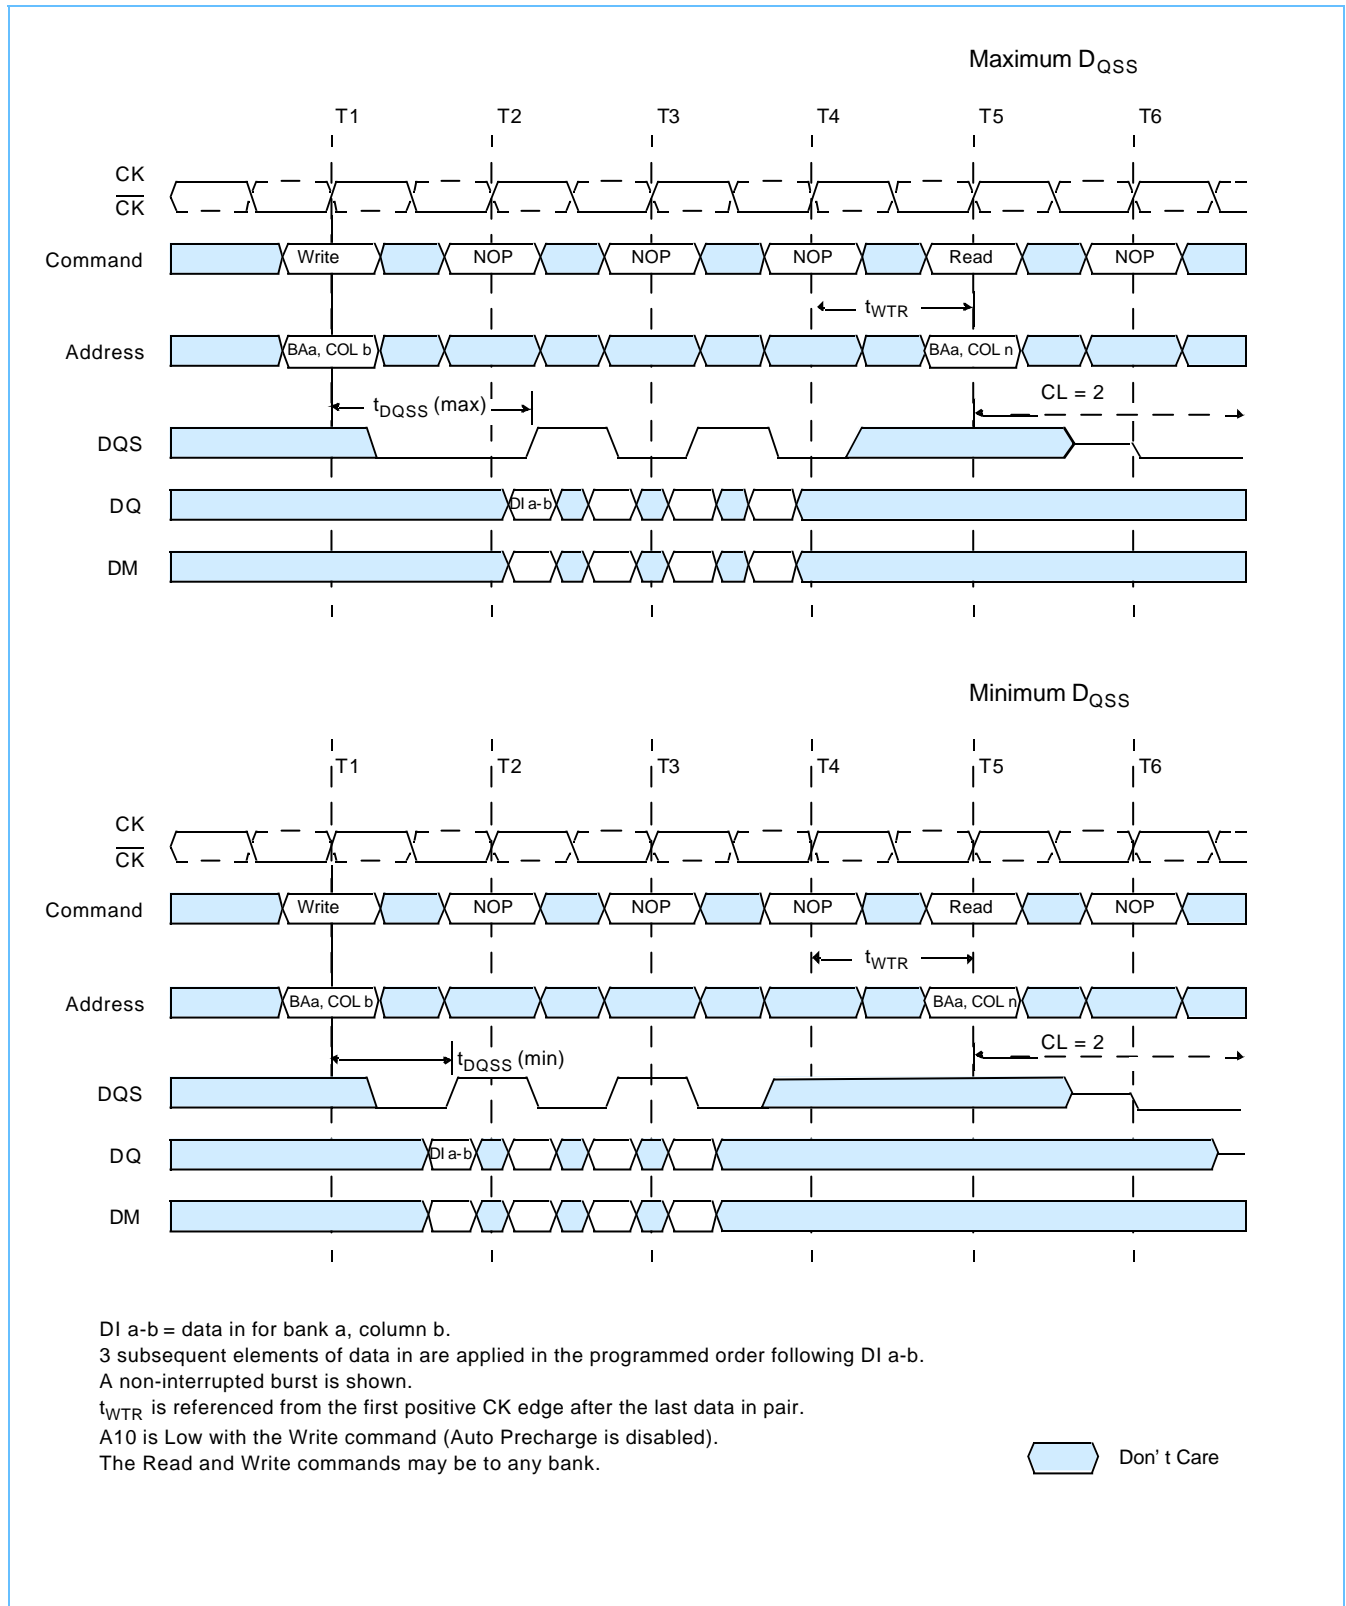 Maximum DQSS
T1 T2 T3 T4 T5 T6
CK
CK
Command Write NOP NOP NOP Read NOP
tWTR
Address BAa, COL b BAa, COL n
tDQSS (max) CL = 2
DQS
DQ DI a-b
DM
Minimum DQSS
T1 T2 T3 T4 T5 T6
CK
CK
Command Write NOP NOP NOP Read NOP
tWTR
Address BAa, COL b BAa, COL n
tDQSS (min) CL = 2
DQS
DQ DI a-b
DM
DI a-b = data in for bank a, column b.
3 subsequent elements of data in are applied in the programmed order following DI a-b.
A non-interrupted burst is shown.
tWTR is referenced from the first positive CK edge after the last data in pair.
A10 is Low with the Write command (Auto Precharge is disabled).
The Read and Write commands may be to any bank.
Don' t Care